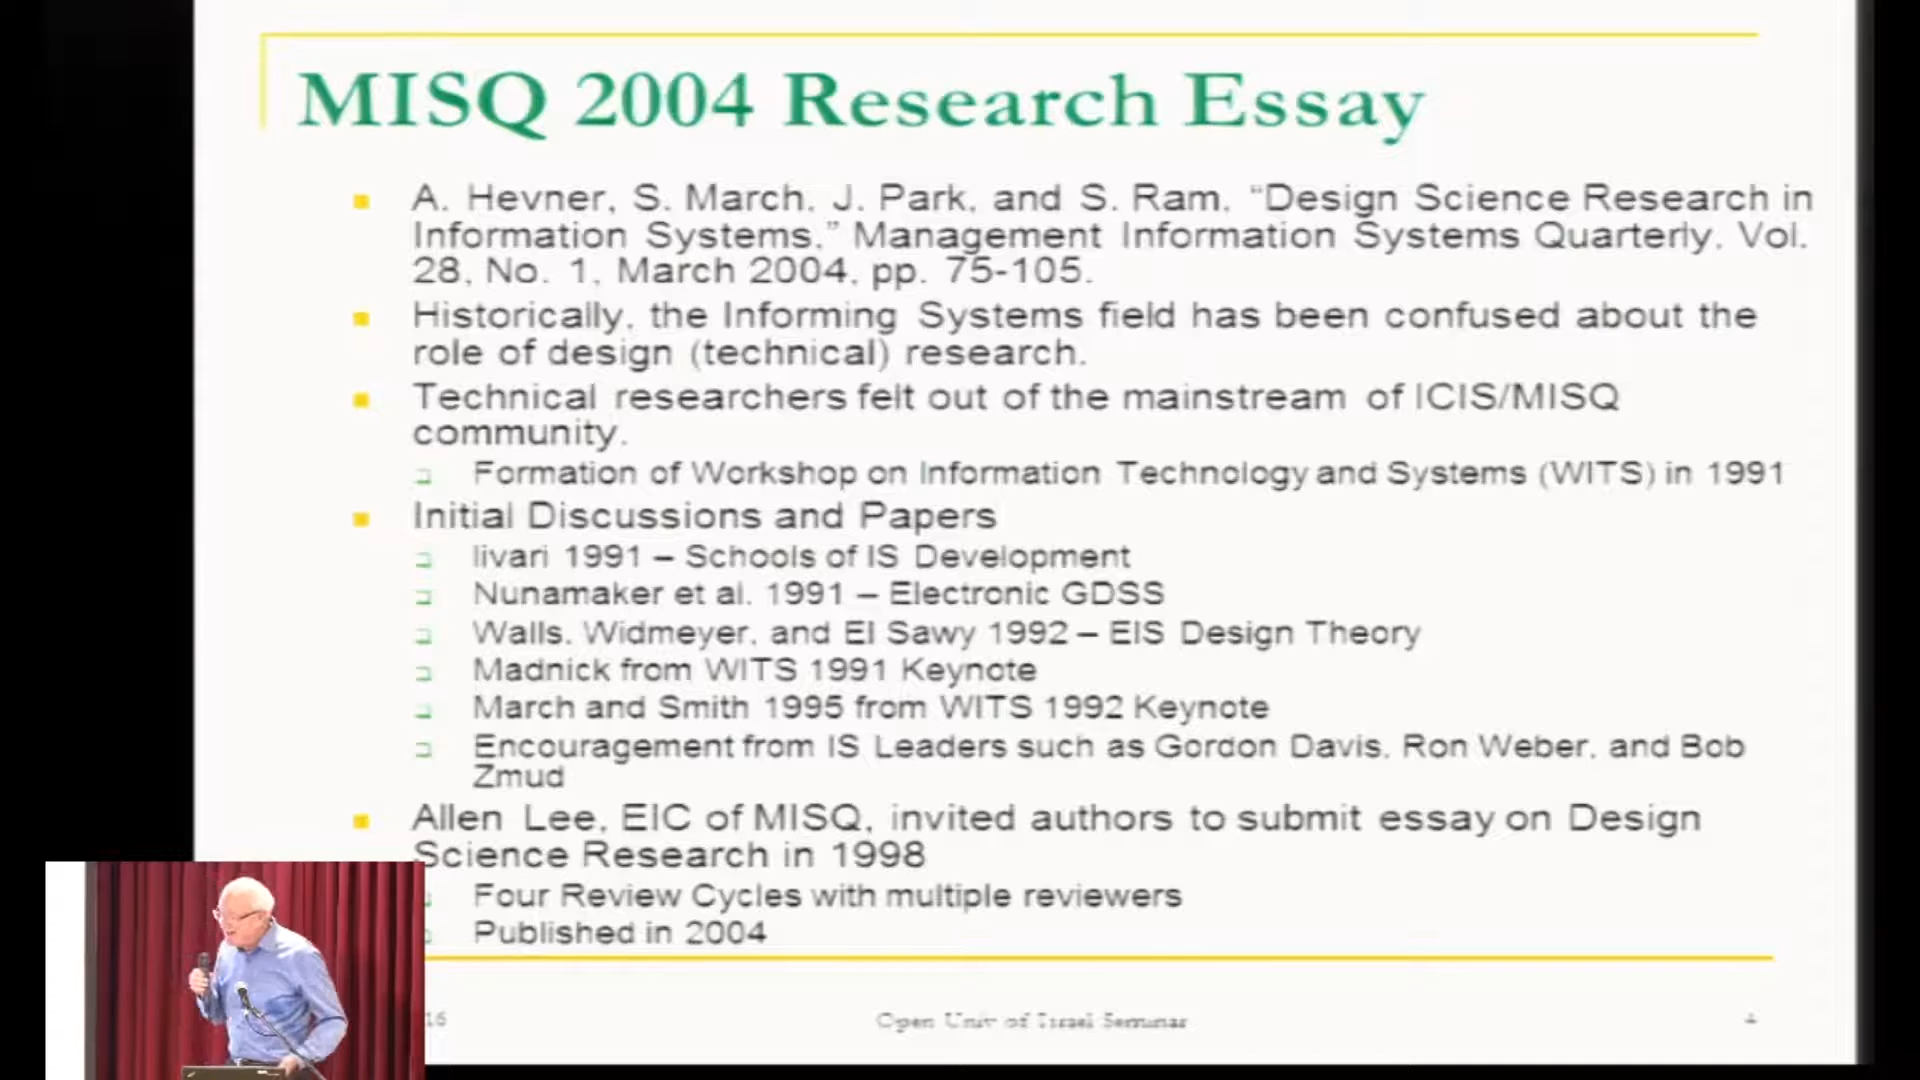 MISQ 2004 Research Essay
A. Hevner, S. March, J. Park, and S. Ram, “Design Science Research in
Information Systems,” Management Information Systems Quarterly, Vol.
28, No. 1, March 2004, pp. 75-105.
Historically, the Informing Systems field has been confused about the
role of design (technical) research.
Technical researchers felt out of the mainstream of ICIS/MISQ
community.
Formation of Workshop on Information Technology and Systems (WITS) in 1991
Initial Discussions and Papers
Iivari 1991 – Schools of IS Development
Nunamaker et al. 1991 – Electronic GDSS
Walls, Widmeyer, and El Sawy 1992 – EIS Design Theory
Madnick from WITS 1991 Keynote
March and Smith 1995 from WITS 1992 Keynote
Encouragement from IS Leaders such as Gordon Davis, Ron Weber, and Bob
Zmud
Allen Lee, EIC of MISQ, invited authors to submit essay on Design
Science Research in 1998
Four Review Cycles with multiple reviewers
Published in 2004
16
Open Univ of Israel Seminar
4